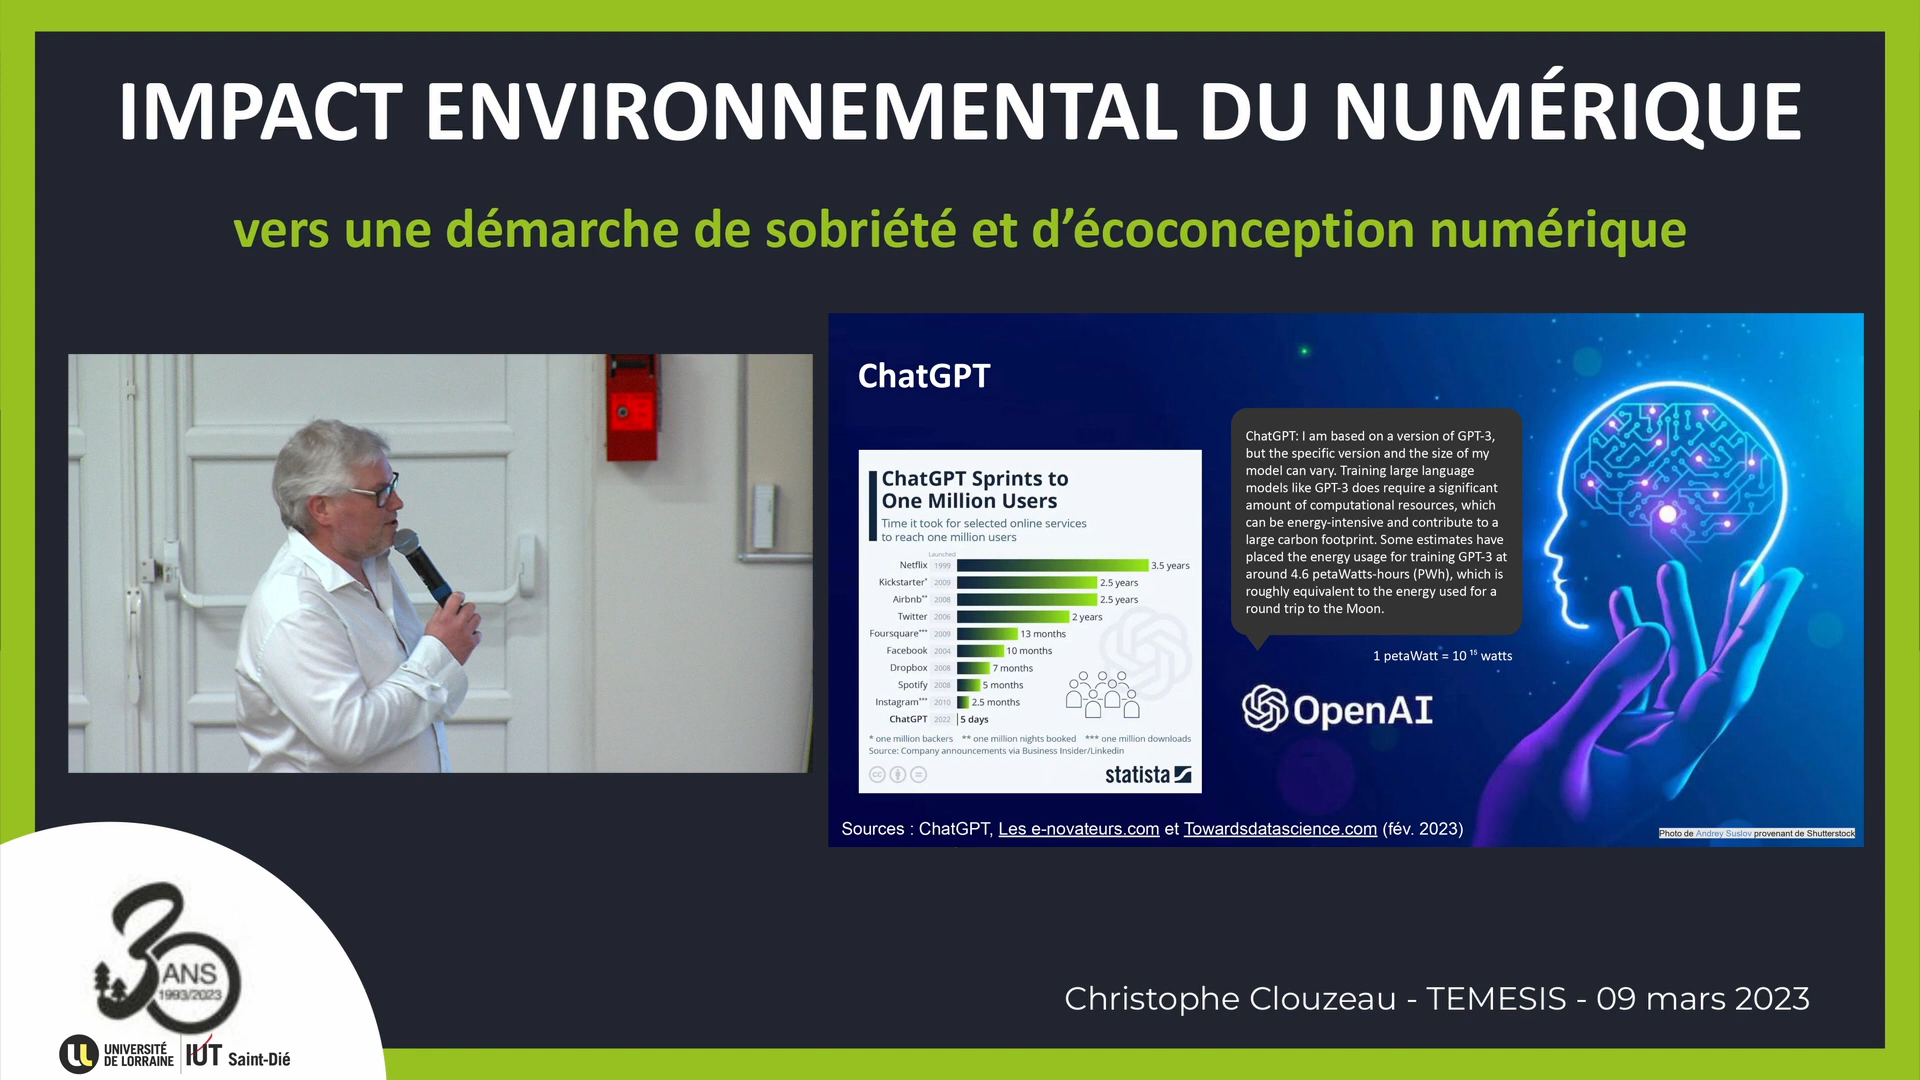 IMPACT ENVIRONNEMENTAL DU NUMÉRIQUE
vers une démarche de sobriété et d’écoconception numérique
ChatGPT
ChatGPT Sprints to
One Million Users
Time it took for selected online services
to reach one million users
Launched
Netflix 1999 3.5 years
Kickstarter* 2009 2.5 years
Airbnb** 2008 2.5 years
Twitter 2006 2 years
Foursquare*** 2009 13 months
Facebook 2004 10 months
Dropbox 2008 7 months
Spotify 2008 5 months
Instagram*** 2010 2.5 months
ChatGPT 2022 5 days
* one million backers ** one million nights booked *** one million downloads
Source: Company announcements via Business Insider/Linkedin
statista
ChatGPT: I am based on a version of GPT-3,
but the specific version and the size of my
model can vary. Training large language
models like GPT-3 does require a significant
amount of computational resources, which
can be energy-intensive and contribute to a
large carbon footprint. Some estimates have
placed the energy usage for training GPT-3 at
around 4.6 petaWatts-hours (PWh), which is
roughly equivalent to the energy used for a
round trip to the Moon.
1 petaWatt = 10 ¹⁵ watts
OpenAI
Sources : ChatGPT, Les e-novateurs.com et Towardsdatascience.com (fév. 2023)
Photo de Andrey Suslov provenant de Shutterstock
30 ANS
1993/2023
UNIVERSITÉ
DE LORRAINE
IUT Saint-Dié
Christophe Clouzeau - TEMESIS - 09 mars 2023